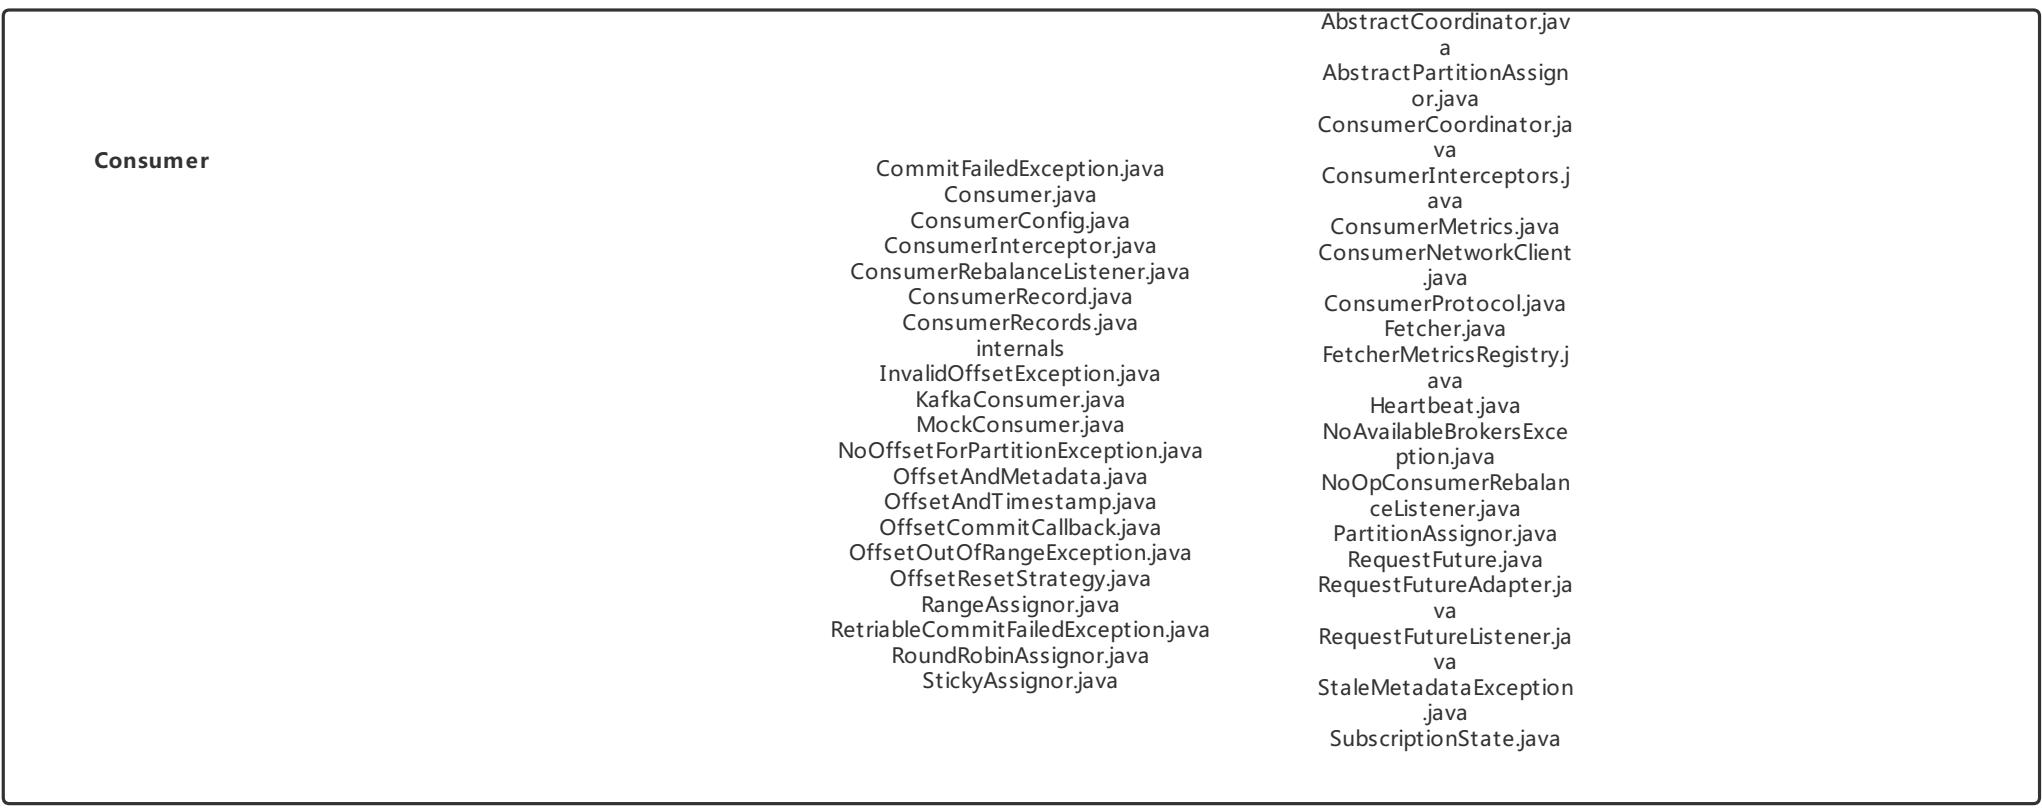 Consumer
CommitFailedException.java
Consumer.java
ConsumerConfig.java
ConsumerInterceptor.java
ConsumerRebalanceListener.java
ConsumerRecord.java
ConsumerRecords.java
internals
InvalidOffsetException.java
KafkaConsumer.java
MockConsumer.java
NoOffsetForPartitionException.java
OffsetAndMetadata.java
OffsetAndTimestamp.java
OffsetCommitCallback.java
OffsetOutOfRangeException.java
OffsetResetStrategy.java
RangeAssignor.java
RetriableCommitFailedException.java
RoundRobinAssignor.java
StickyAssignor.java
AbstractCoordinator.jav
a
AbstractPartitionAssign
or.java
ConsumerCoordinator.ja
va
ConsumerInterceptors.j
ava
ConsumerMetrics.java
ConsumerNetworkClient
.java
ConsumerProtocol.java
Fetcher.java
FetcherMetricsRegistry.j
ava
Heartbeat.java
NoAvailableBrokersExce
ption.java
NoOpConsumerRebalan
ceListener.java
PartitionAssignor.java
RequestFuture.java
RequestFutureAdapter.ja
va
RequestFutureListener.ja
va
StaleMetadataException
.java
SubscriptionState.java